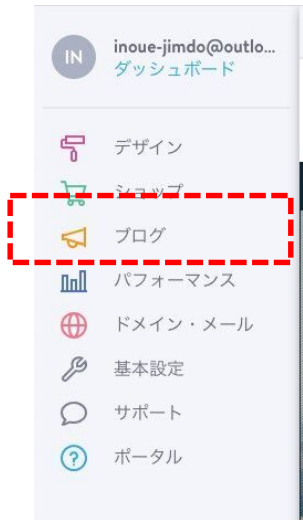 IN
inoue-jimdo@outlo...
ダッシュボード
デザイン
ショップ
ブログ
パフォーマンス
ドメイン・メール
基本設定
サポート
ポータル